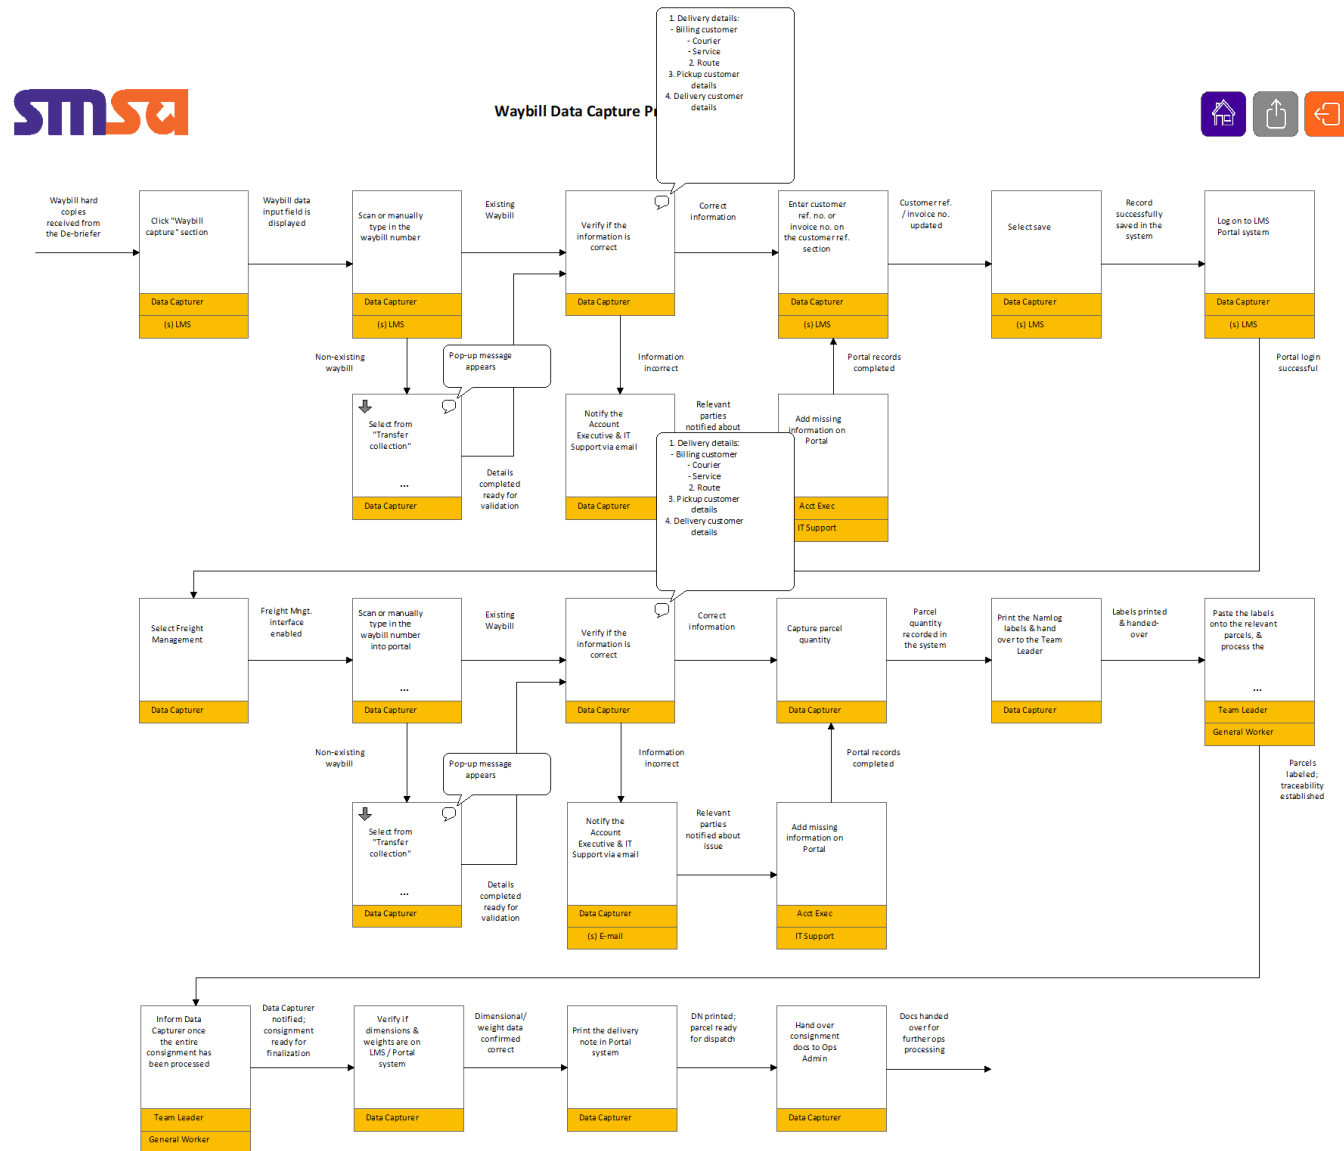 1. Delivery details:
- Billing customer
- Courier
- Service
2. Route
3. Pickup customer
details
4. Delivery customer
details
smsa
Waybill Data Capture Pr
Waybill hard
copies
received from
the De-briefer
Click "Waybill
capture" section
Data Capturer
(s) LMS
Waybill data
input field is
displayed
Scan or manually
type in the
waybill number
Data Capturer
(s) LMS
Existing
Waybill
Verify if the
information is
correct
Data Capturer
Correct
information
Enter customer
ref. no. or
invoice no. on
the customer ref.
section
Data Capturer
(s) LMS
Customer ref.
/ invoice no.
updated
Select save
Data Capturer
(s) LMS
Record
successfully
saved in the
system
Log on to LMS
Portal system
Data Capturer
(s) LMS
Non-existing
waybill
Pop-up message
appears
Information
incorrect
Portal records
completed
Portal login
successful
Select from
"Transfer
collection"
...
Data Capturer
Details
completed
ready for
validation
Notify the
Account
Executive & IT
Support via email
Data Capturer
Relevant
parties
notified about
1. Delivery details:
- Billing customer
- Courier
- Service
2. Route
3. Pickup customer
details
4. Delivery customer
details
Add missing
information on
Portal
Acct Exec
IT Support
Select Freight
Management
Data Capturer
Freight Mngt.
interface
enabled
Scan or manually
type in the
waybill number
into portal
...
Data Capturer
Existing
Waybill
Verify if the
information is
correct
Data Capturer
Correct
information
Capture parcel
quantity
Data Capturer
Parcel
quantity
recorded in
the system
Print the Namlog
labels & hand
over to the Team
Leader
Data Capturer
Labels printed
& handed-
over
Paste the labels
onto the relevant
parcels, &
process the
...
Team Leader
General Worker
Non-existing
waybill
Pop-up message
appears
Information
incorrect
Portal records
completed
Parcels
labeled;
traceability
established
Select from
"Transfer
collection"
...
Data Capturer
Details
completed
ready for
validation
Notify the
Account
Executive & IT
Support via email
Data Capturer
(s) E-mail
Relevant
parties
notified about
issue
Add missing
information on
Portal
Acct Exec
IT Support
Inform Data
Capturer once
the entire
consignment has
been processed
Team Leader
General Worker
Data Capturer
notified;
consignment
ready for
finalization
Verify if
dimensions &
weights are on
LMS / Portal
system
Data Capturer
Dimensional/
weight data
confirmed
correct
Print the delivery
note in Portal
system
Data Capturer
DN printed;
parcel ready
for dispatch
Hand over
consignment
docs to Ops
Admin
Data Capturer
Docs handed
over for
further ops
processing